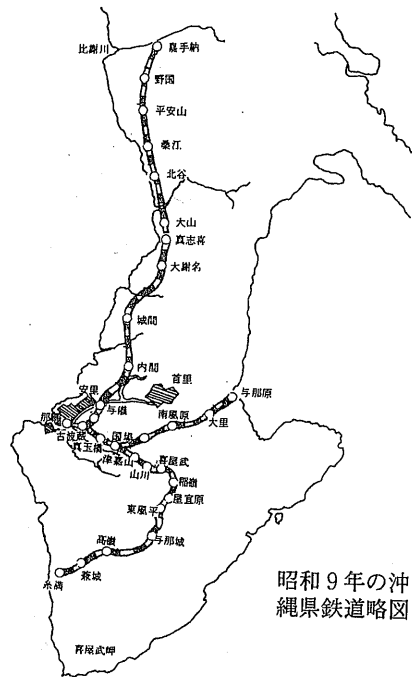 比謝川
嘉手納
野国
平安山
桑江
北谷
大山
真志喜
大謝名
城間
内間
安里
首里
与儀
与那原
南風原
大里
古波蔵
真玉橋
国場
津嘉山
山川
喜屋武
稲嶺
屋宜原
東風平
与那城
高嶺
兼城
糸満
喜屋武岬
昭和9年の沖
縄県鉄道略図